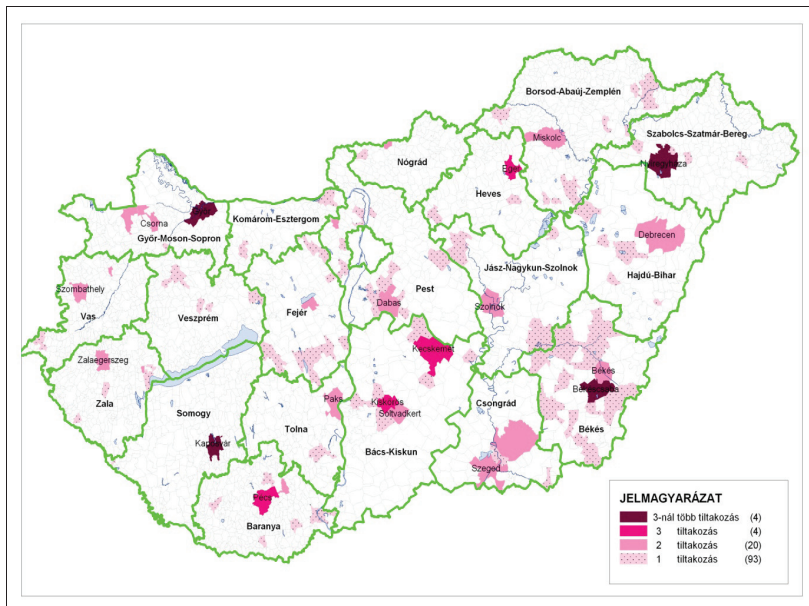 Borsod-Abaúj-Zemplén
Szabolcs-Szatmár-Bereg
Miskolc
Nógrád
Nyíregyháza
Eger
Heves
Csorna
Győr
Komárom-Esztergom
Győr-Moson-Sopron
Debrecen
Jász-Nagykun-Szolnok
Hajdú-Bihar
Szombathely
Pest
Vas
Veszprém
Fejér
Dabas
Szolnok
Kecskemét
Zalaegerszeg
Békés
Békéscsaba
Zala
Somogy
Paks
Kiskőrös
Soltvadkert
Csongrád
Tolna
Békés
Kaposvár
Bács-Kiskun
Szeged
Pécs
Baranya
JELMAGYARÁZAT
3-nál több tiltakozás (4)
3 tiltakozás (4)
2 tiltakozás (20)
1 tiltakozás (93)